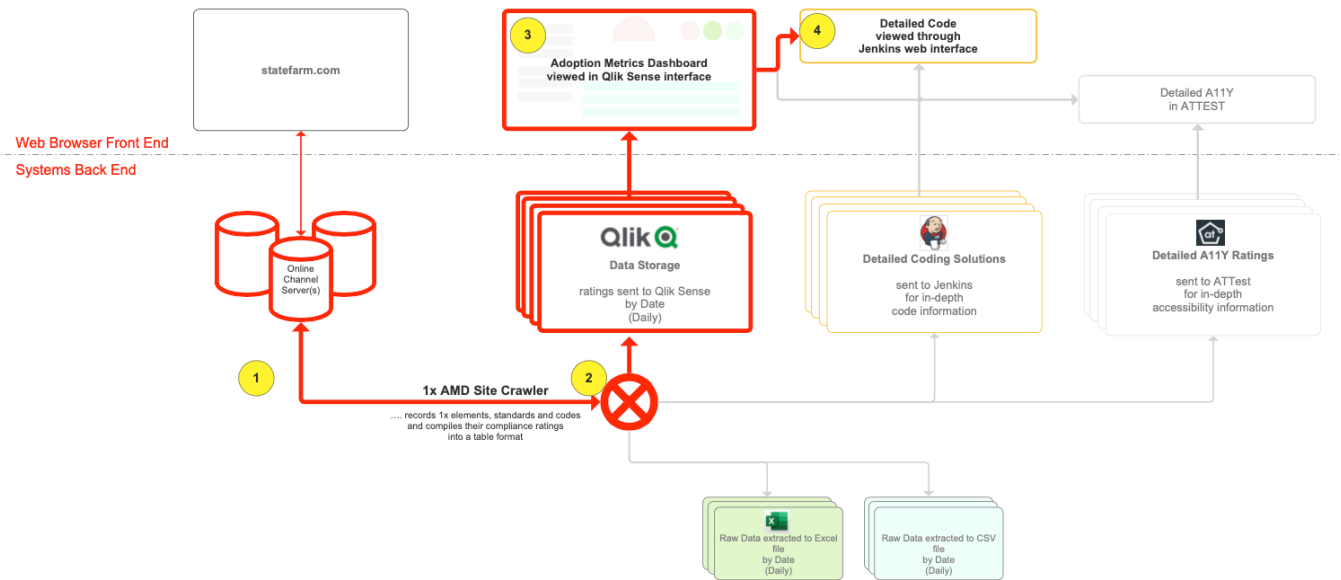 statefarm.com
3
Adoption Metrics Dashboard
viewed in Qlik Sense interface
4
Detailed Code
viewed through
Jenkins web interface
Detailed A11Y
in ATTEST
Web Browser Front End
Systems Back End
Online
Channel
Server(s)
Qlik
Data Storage
ratings sent to Qlik Sense
by Date
(Daily)
Detailed Coding Solutions
sent to Jenkins
for in-depth
code information
at
Detailed A11Y Ratings
sent to ATTest
for in-depth
accessibility information
1
1x AMD Site Crawler
2
.... records 1x elements, standards and codes
and compiles their compliance ratings
into a table format
X
Raw Data extracted to Excel
file
by Date
(Daily)
Raw Data extracted to CSV
file
by Date
(Daily)